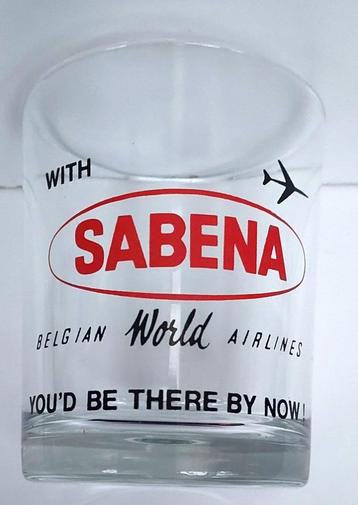 WITH
SABENA
BELGIAN World AIRLINES
YOU'D BE THERE BY NOW!